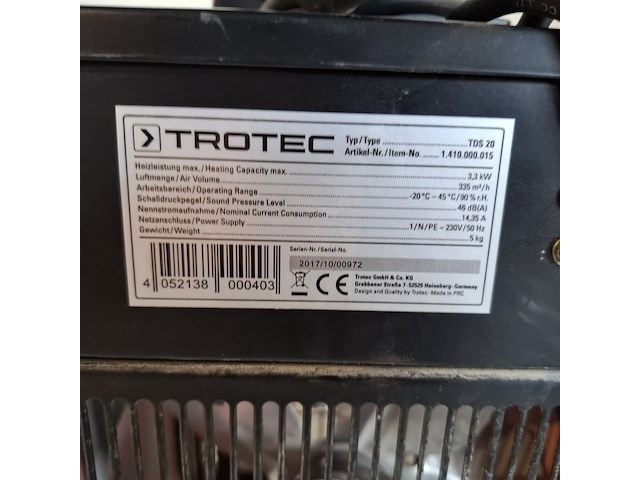 TROTEC
Typ/Type TDS 20
Artikel-Nr./Item-No. 1.410.000.015
Heizleistung max./Heating Capacity max. 3,3 kW
Luftmenge/Air Volume 335 m³/h
Arbeitsbereich/Operating Range -20°C – 45°C/90% r.H.
Schalldruckpegel/Sound Pressure Level 46 dB(A)
Nennstromaufnahme/Nominal Current Consumption 14,35 A
Netzanschluss/Power Supply 1/N/PE ~ 230V/50 Hz
Gewicht/Weight 5 kg
Serien-Nr./Serial-No.
2017/10/00972
4 052138 000403
CE
Trotec GmbH & Co. KG
Grebbener Straße 7 · 52525 Heinsberg · Germany
Design and Quality by Trotec · Made in PRC